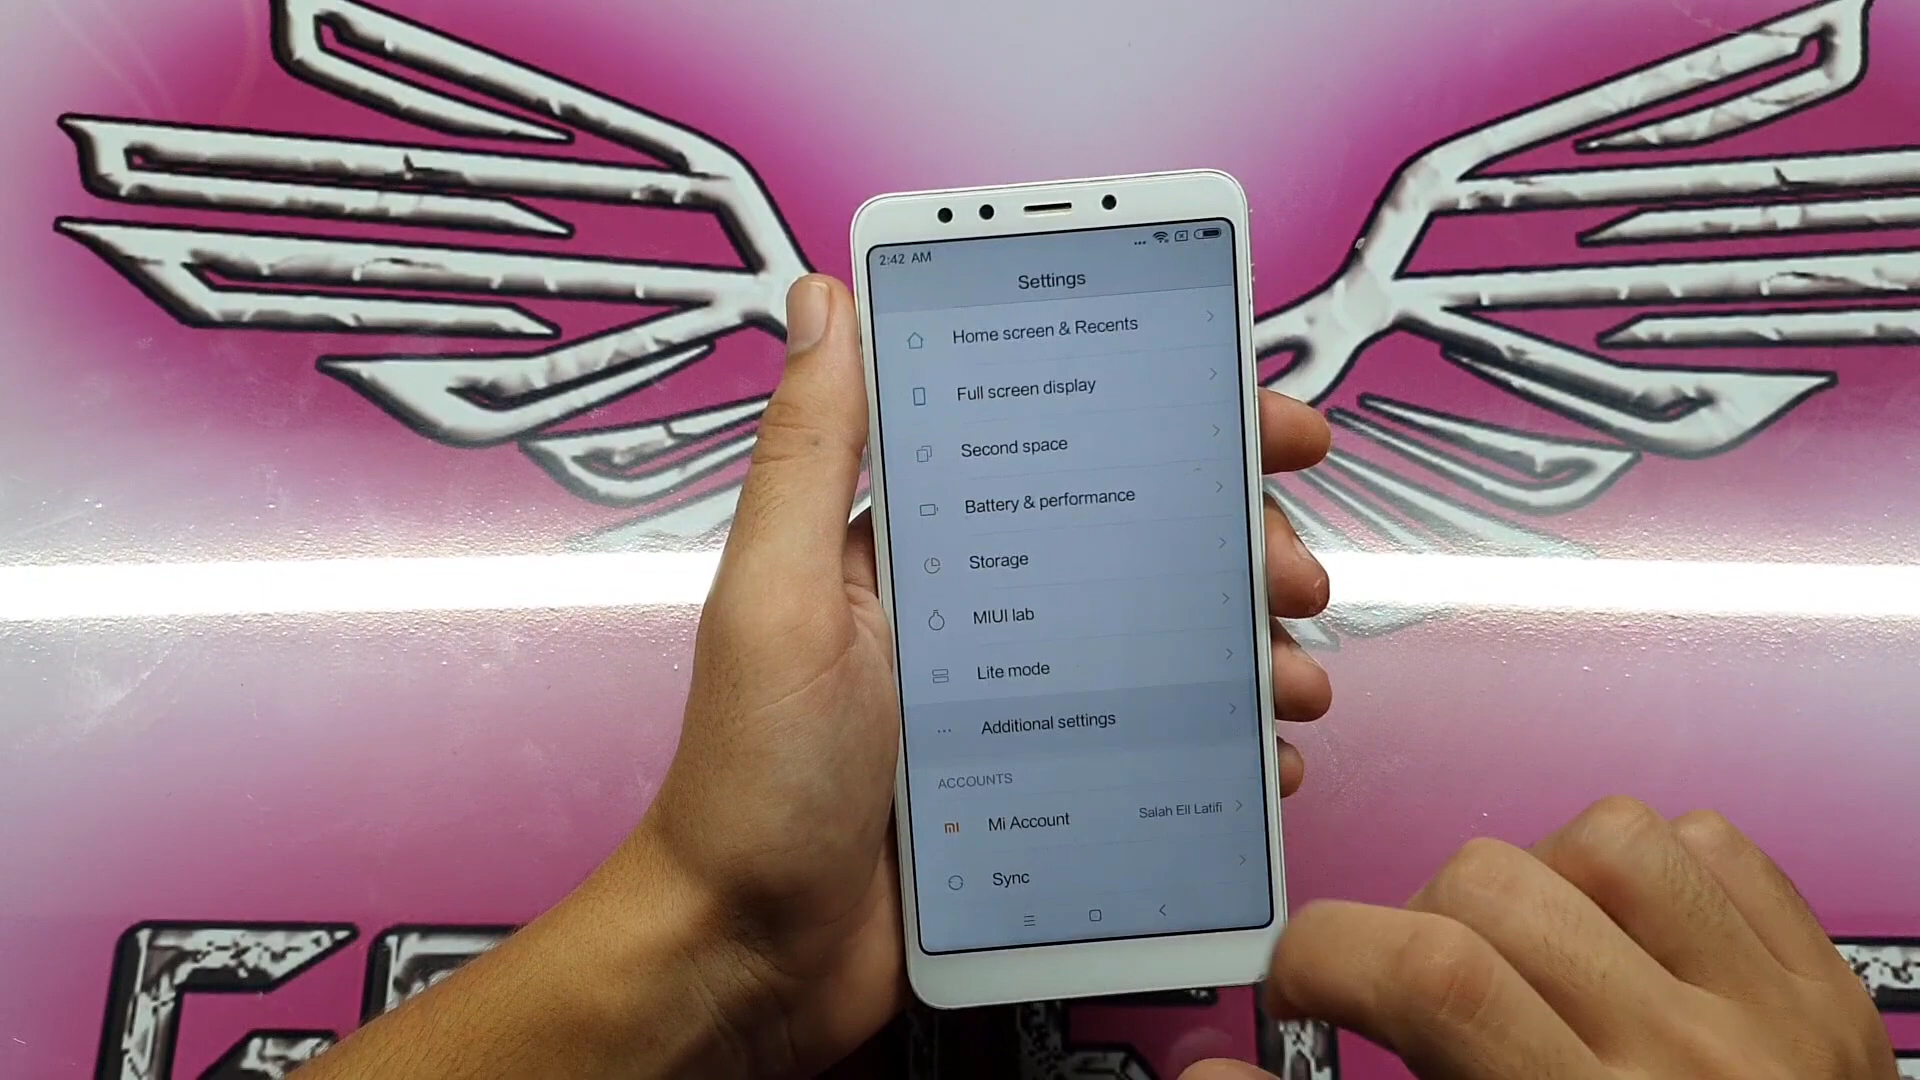 2:42 AM
Settings
Home screen & Recents
Full screen display
Second space
Battery & performance
Storage
MIUI lab
Lite mode
Additional settings
ACCOUNTS
mi Mi Account Salah Ell Latifi
Sync